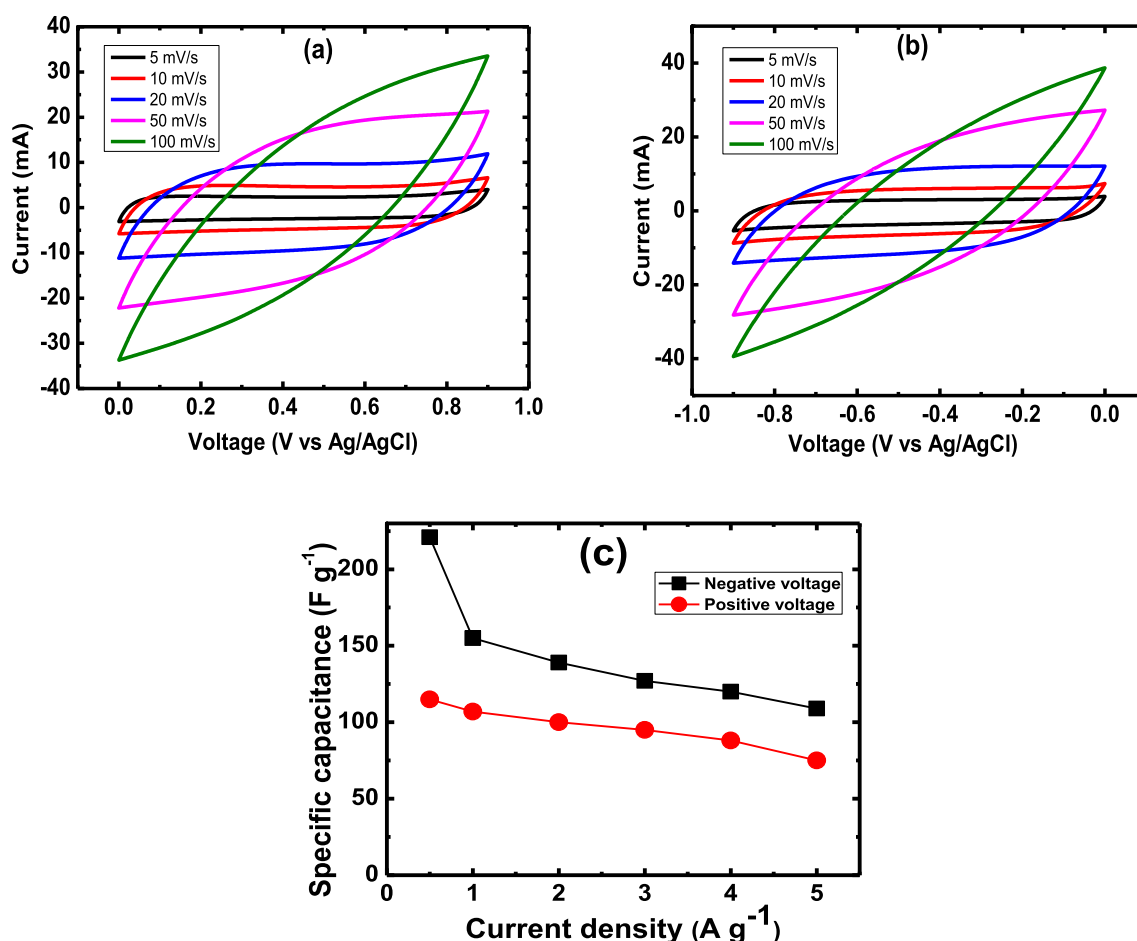 (a)
5 mV/s
10 mV/s
20 mV/s
50 mV/s
100 mV/s
40
30
20
10
0
-10
-20
-30
-40
0.0 0.2 0.4 0.6 0.8 1.0
Current (mA)
Voltage (V vs Ag/AgCl)
(b)
5 mV/s
10 mV/s
20 mV/s
50 mV/s
100 mV/s
40
20
0
-20
-40
-1.0 -0.8 -0.6 -0.4 -0.2 0.0
Current (mA)
Voltage (V vs Ag/AgCl)
(c)
Negative voltage
Positive voltage
200
150
100
50
0
0 1 2 3 4 5
Specific capacitance (F g⁻¹)
Current density (A g⁻¹)